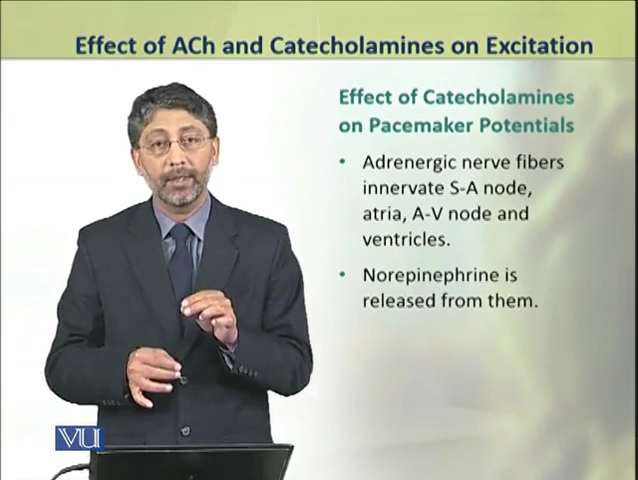 Effect of ACh and Catecholamines on Excitation
Effect of Catecholamines
on Pacemaker Potentials
• Adrenergic nerve fibers
innervate S-A node,
atria, A-V node and
ventricles.
• Norepinephrine is
released from them.
VU